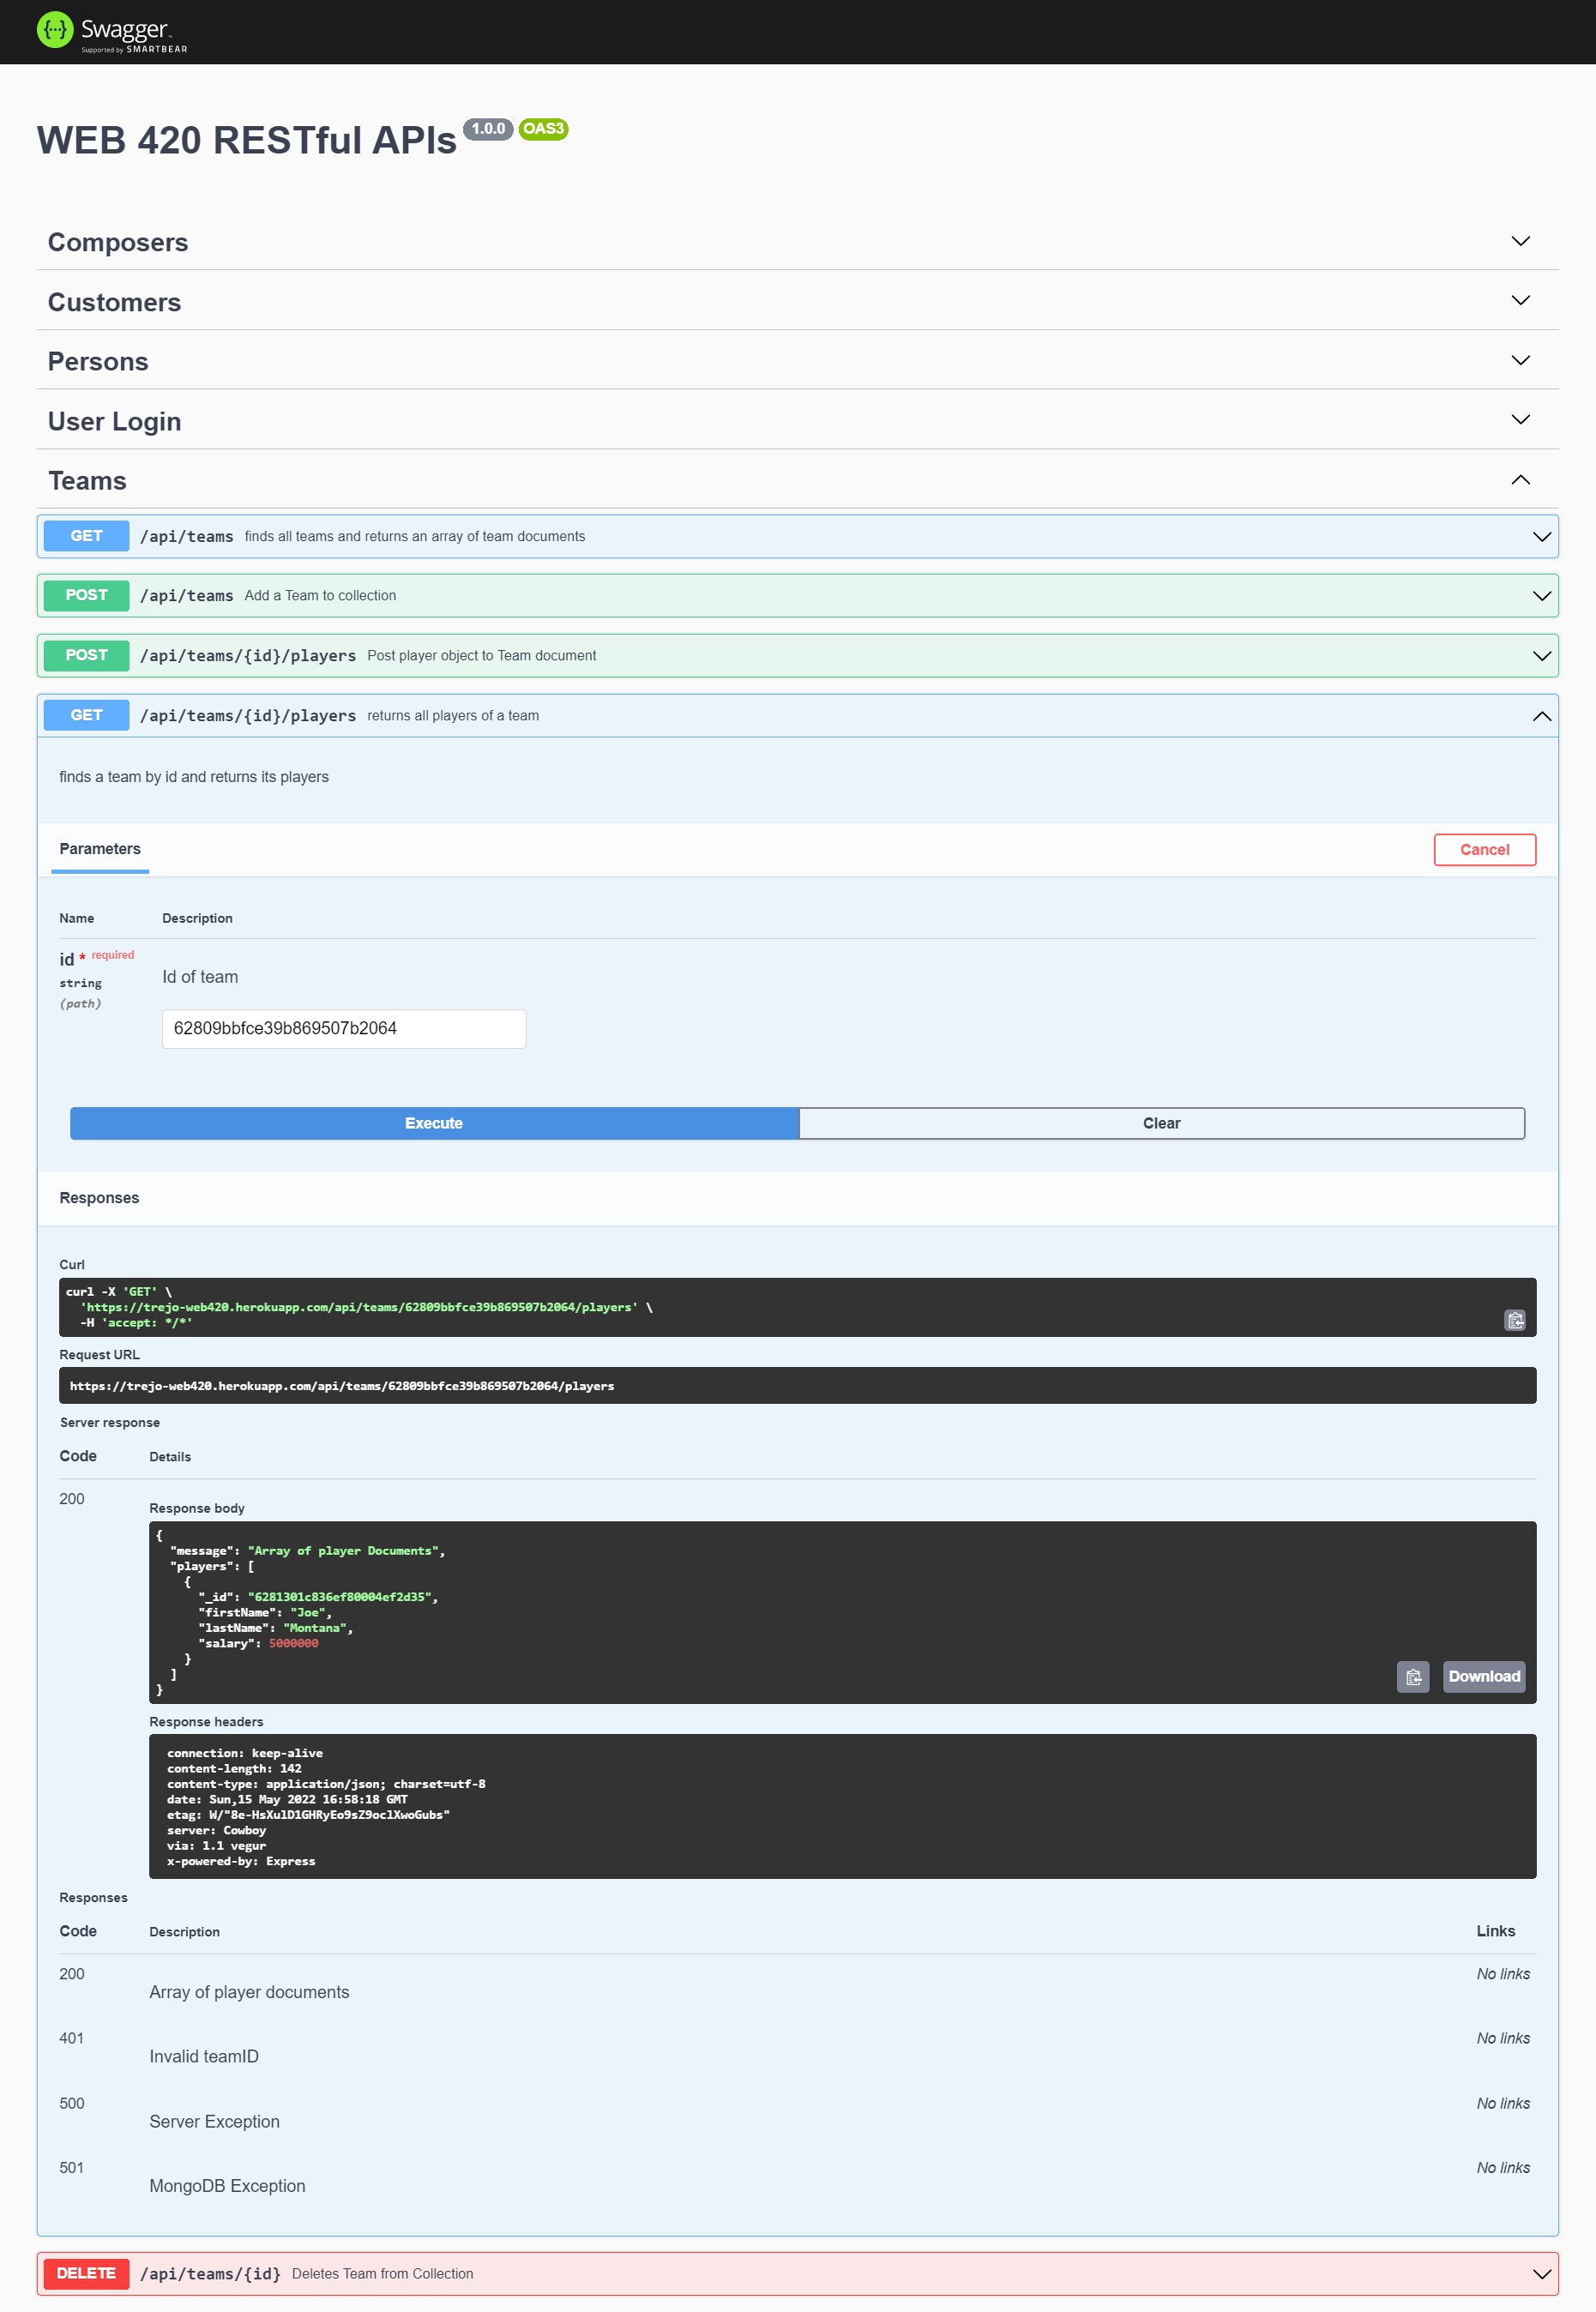 Swagger
Supported by SMARTBEAR
WEB 420 RESTful APIs 1.0.0 OAS3
Composers
Customers
Persons
User Login
Teams
GET /api/teams finds all teams and returns an array of team documents
POST /api/teams Add a Team to collection
POST /api/teams/{id}/players Post player object to Team document
GET /api/teams/{id}/players returns all players of a team
finds a team by id and returns its players
Parameters Cancel
Name Description
id * required
string
(path)
Id of team
62809bbfce39b869507b2064
Execute Clear
Responses
Curl
curl -X 'GET' \
'https://trejo-web420.herokuapp.com/api/teams/62809bbfce39b869507b2064/players' \
-H 'accept: */*'
Request URL
https://trejo-web420.herokuapp.com/api/teams/62809bbfce39b869507b2064/players
Server response
Code Details
200
Response body
{
"message": "Array of player Documents",
"players": [
{
"_id": "6281301c836ef80004ef2d35",
"firstName": "Joe",
"lastName": "Montana",
"salary": 5000000
}
]
}
Download
Response headers
connection: keep-alive
content-length: 142
content-type: application/json; charset=utf-8
date: Sun,15 May 2022 16:58:18 GMT
etag: W/"8e-HsXulD1GHRyEo9sZ9oclXwoGubs"
server: Cowboy
via: 1.1 vegur
x-powered-by: Express
Responses
Code Description Links
200 Array of player documents No links
401 Invalid teamID No links
500 Server Exception No links
501 MongoDB Exception No links
DELETE /api/teams/{id} Deletes Team from Collection